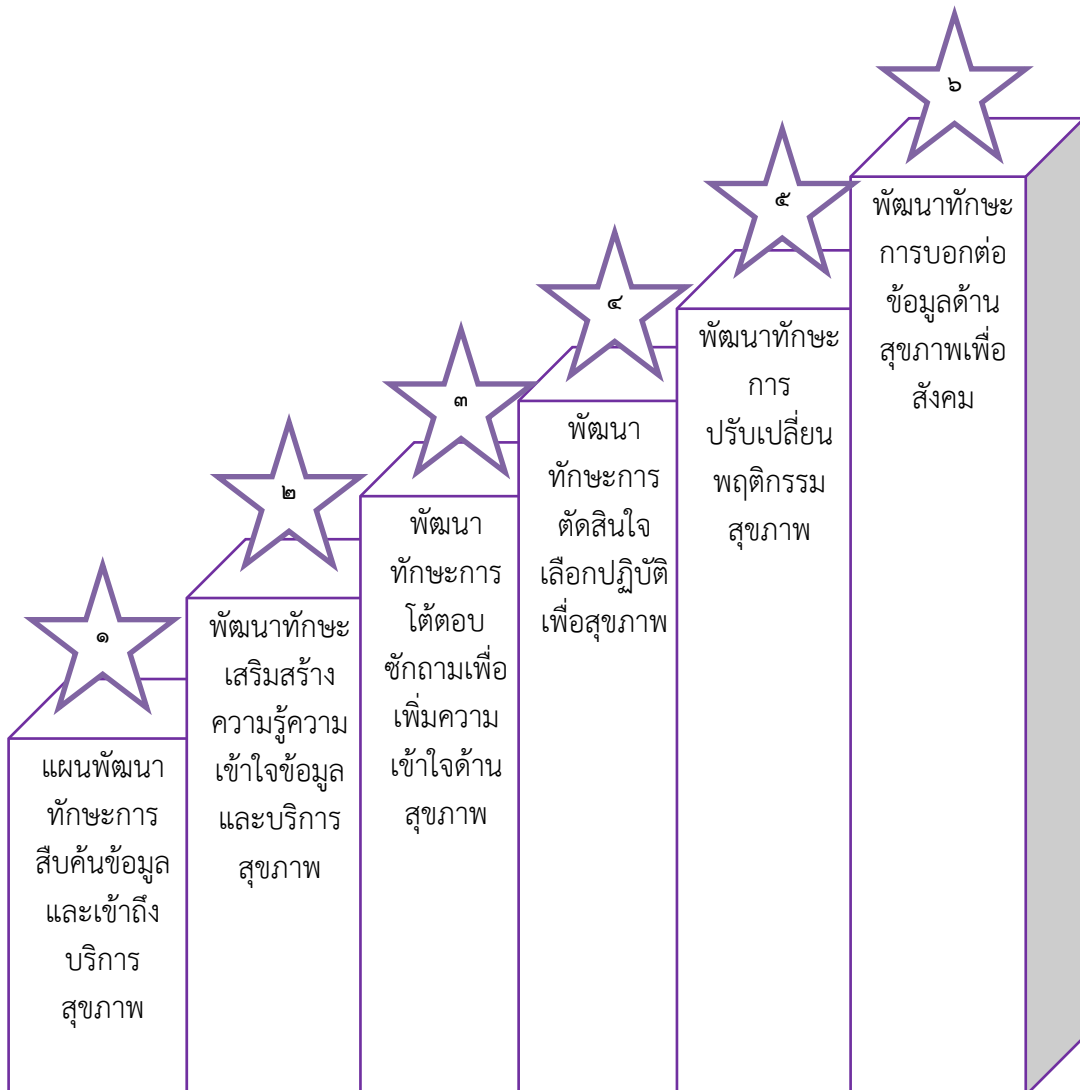 ๑
แผนพัฒนา
ทักษะการ
สืบค้นข้อมูล
และเข้าถึง
บริการ
สุขภาพ
๒
พัฒนาทักษะ
เสริมสร้าง
ความรู้ความ
เข้าใจข้อมูล
และบริการ
สุขภาพ
๓
พัฒนา
ทักษะการ
โต้ตอบ
ซักถามเพื่อ
เพิ่มความ
เข้าใจด้าน
สุขภาพ
๔
พัฒนา
ทักษะการ
ตัดสินใจ
เลือกปฏิบัติ
เพื่อสุขภาพ
๕
พัฒนาทักษะ
การ
ปรับเปลี่ยน
พฤติกรรม
สุขภาพ
๖
พัฒนาทักษะ
การบอกต่อ
ข้อมูลด้าน
สุขภาพเพื่อ
สังคม